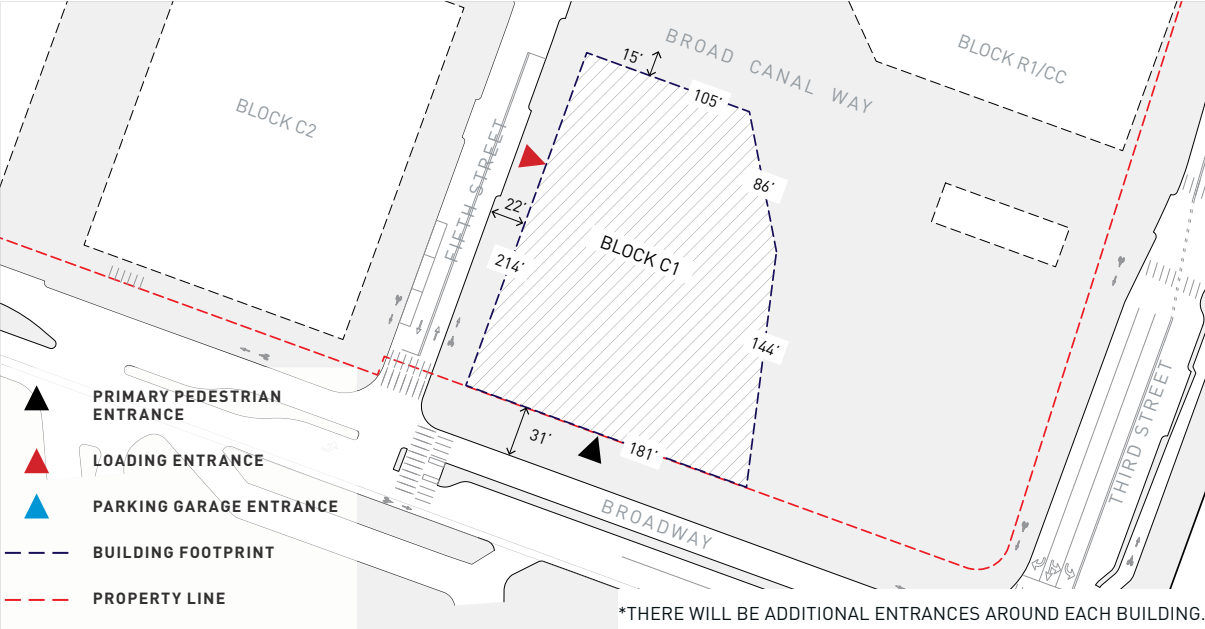 BROAD CANAL WAY
BLOCK R1/CC
BLOCK C2
15'
105'
FIFTH STREET
86'
22'
BLOCK C1
214'
144'
31'
181'
BROADWAY
THIRD STREET
PRIMARY PEDESTRIAN
ENTRANCE
LOADING ENTRANCE
PARKING GARAGE ENTRANCE
BUILDING FOOTPRINT
PROPERTY LINE
*THERE WILL BE ADDITIONAL ENTRANCES AROUND EACH BUILDING.